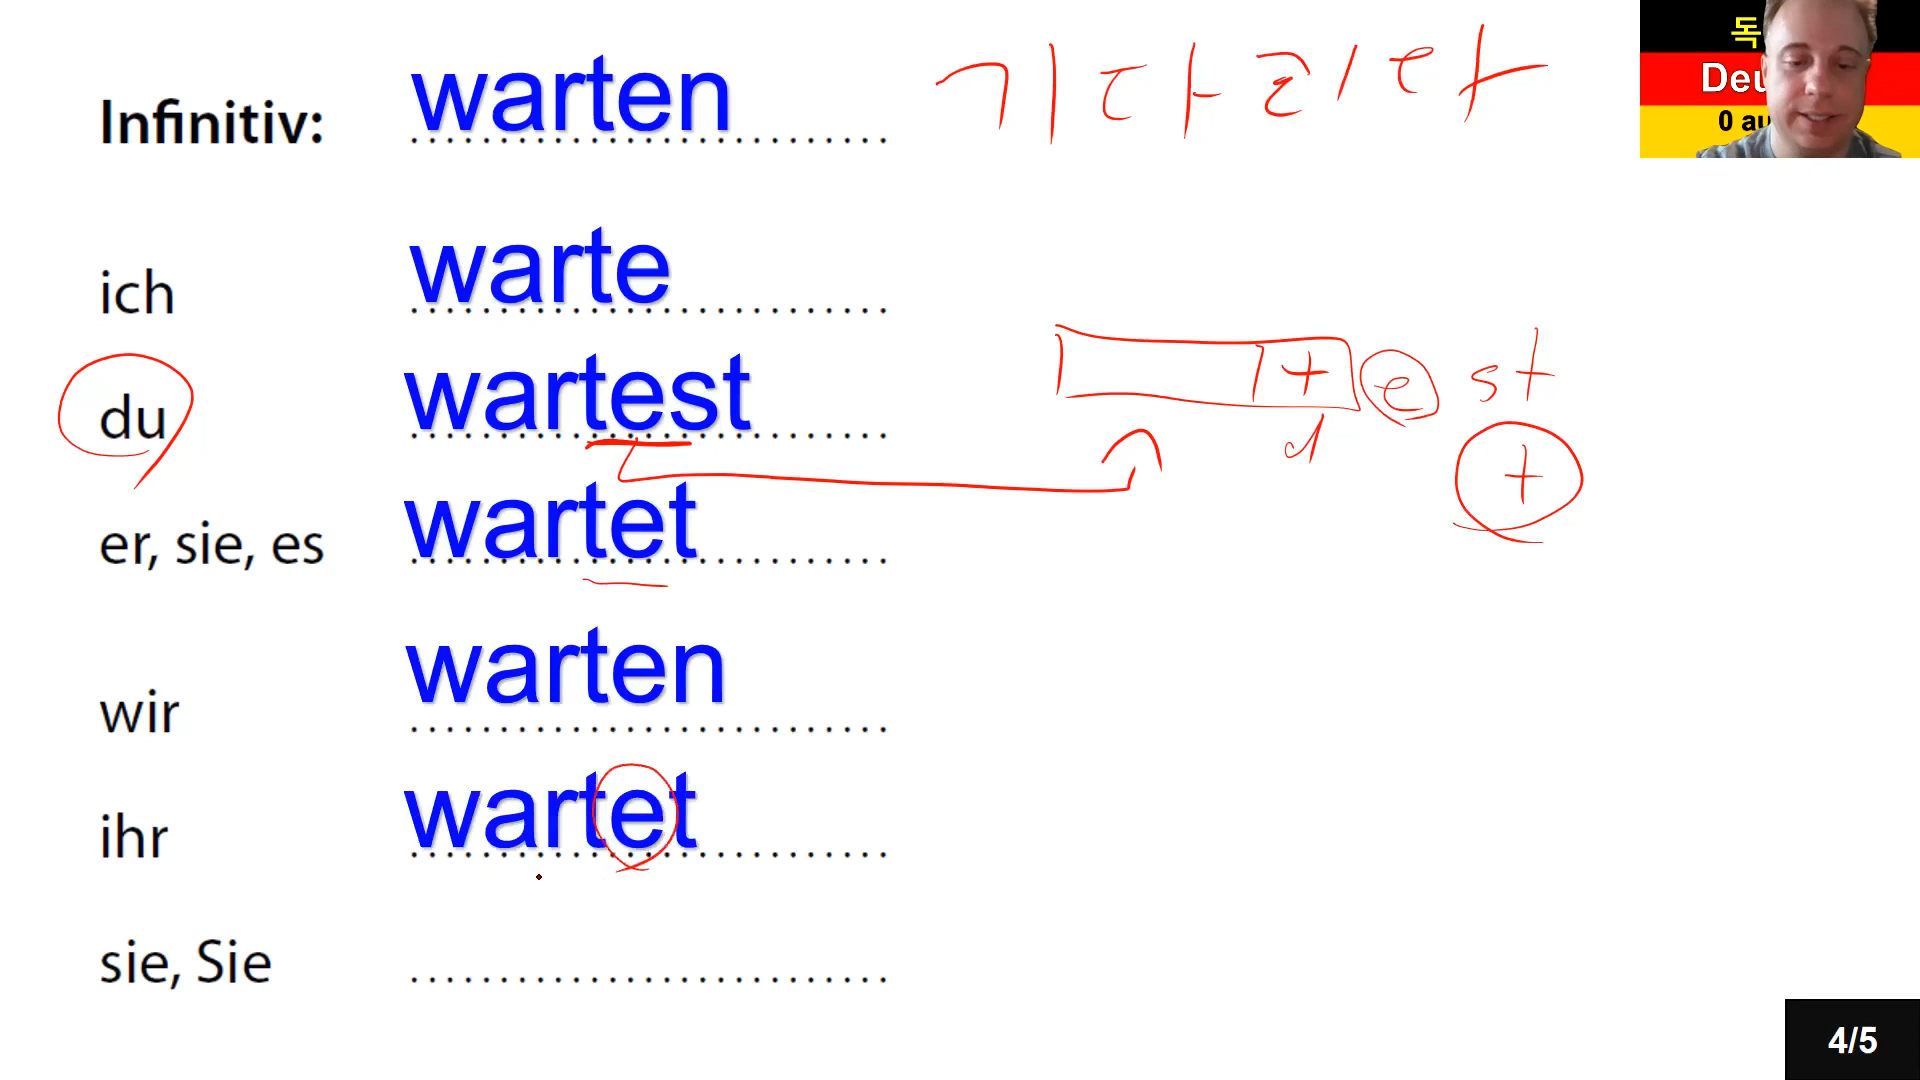 Infinitiv: warten 기다리다
독
Deu
0 au
ich warte
du wartest
t e st
d t
er, sie, es wartet
wir warten
ihr wartet
sie, Sie
4/5